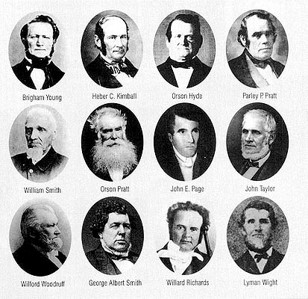 Brigham Young Heber C. Kimball Orson Hyde Parley P. Pratt
William Smith Orson Pratt John E. Page John Taylor
Wilford Woodruff George Albert Smith Willard Richards Lyman Wight